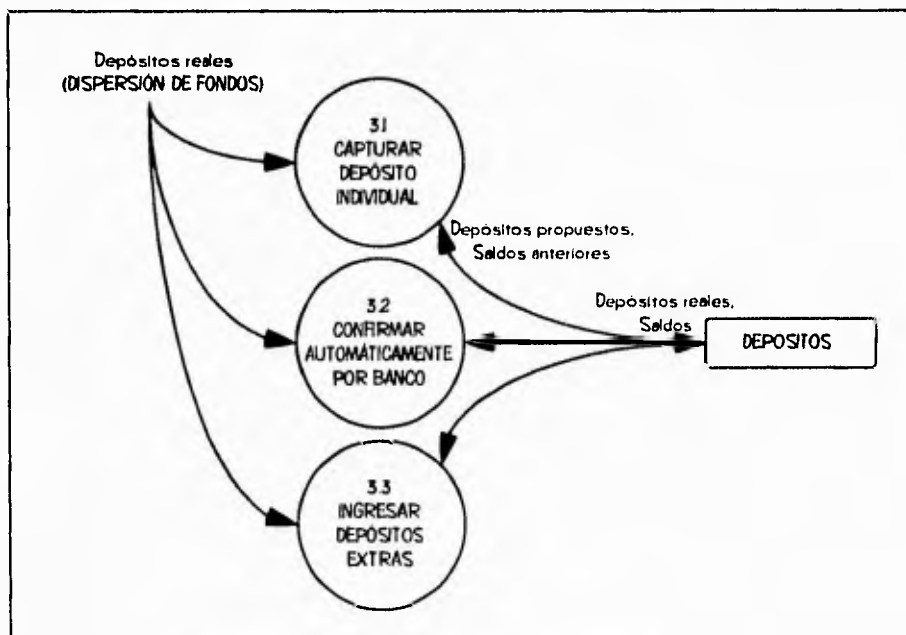 Depósitos reales
(DISPERSIÓN DE FONDOS)
3.1
CAPTURAR
DEPÓSITO
INDIVIDUAL
Depósitos propuestos,
Saldos anteriores
3.2
CONFIRMAR
AUTOMÁTICAMENTE
POR BANCO
Depósitos reales,
Saldos
DEPOSITOS
3.3
INGRESAR
DEPÓSITOS
EXTRAS